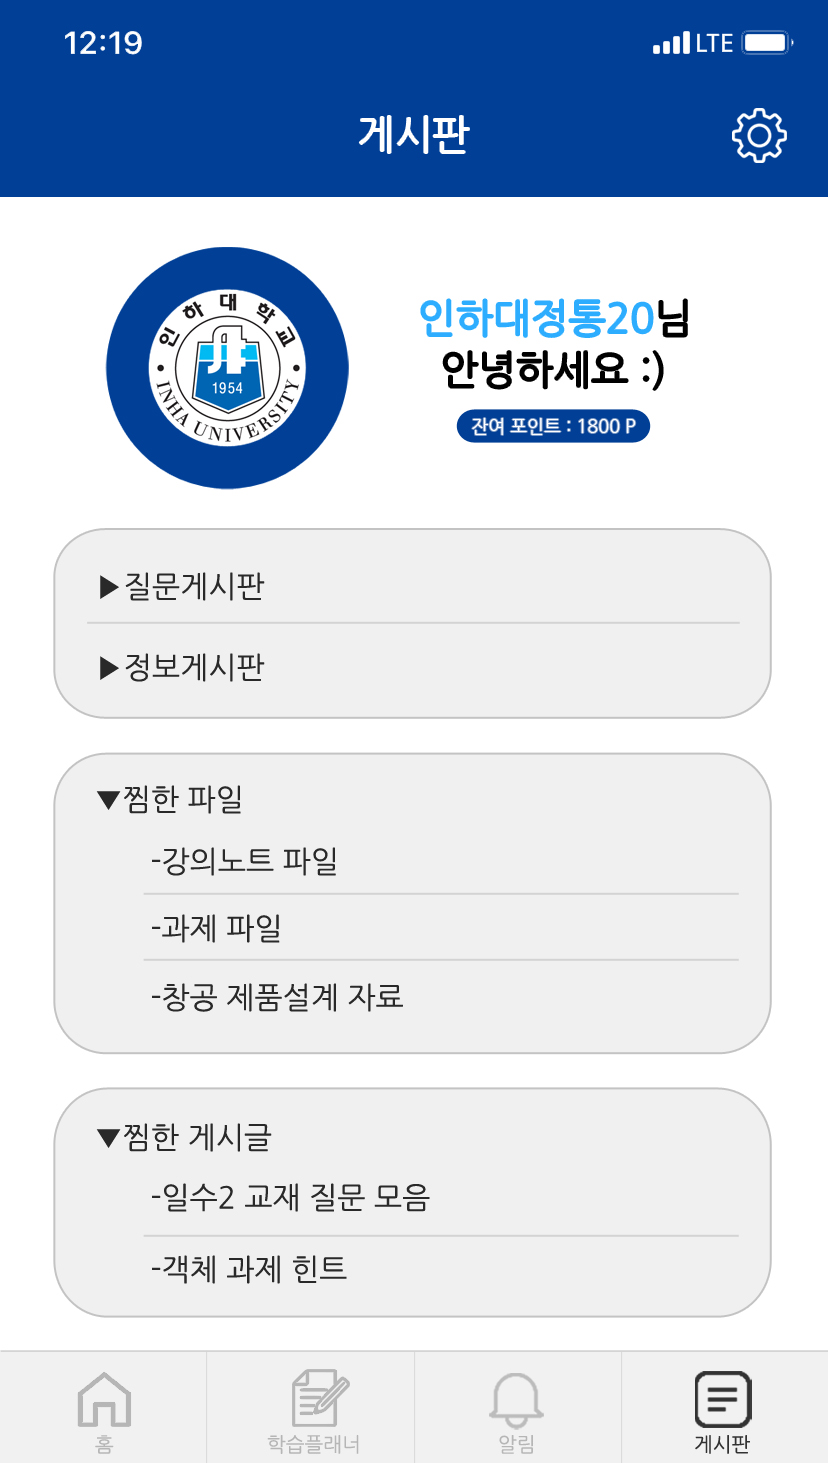 12:19
LTE
게시판
인하대학교
1954
INHA UNIVERSITY
인하대정통20님
안녕하세요 :)
잔여 포인트 : 1800 P
▶질문게시판
▶정보게시판
▼찜한 파일
-강의노트 파일
-과제 파일
-창공 제품설계 자료
▼찜한 게시글
-일수2 교재 질문 모음
-객체 과제 힌트
홈
학습플래너
알림
게시판